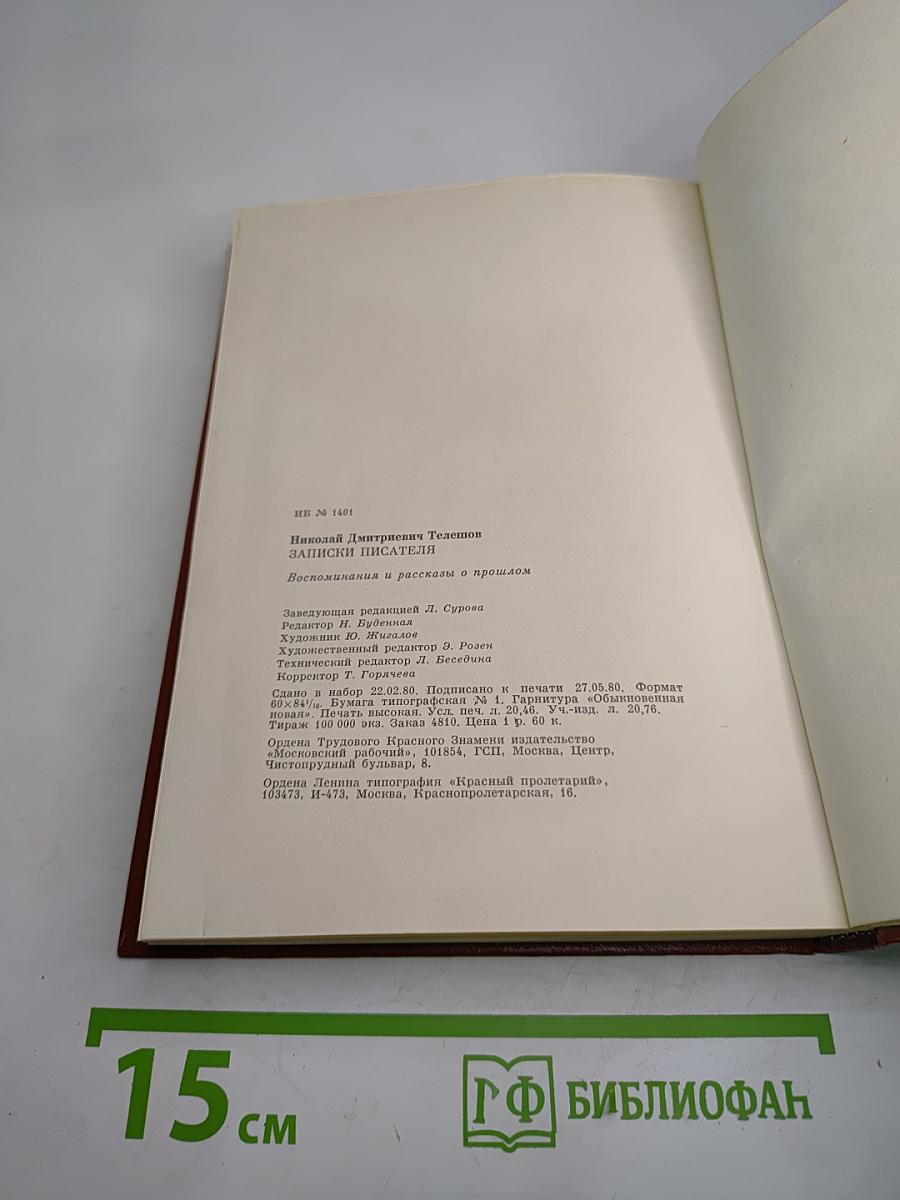 ИБ № 1401
Николай Дмитриевич Телешов
ЗАПИСКИ ПИСАТЕЛЯ
Воспоминания и рассказы о прошлом
Заведующая редакцией Л. Сурова
Редактор Н. Буденная
Художник Ю. Жигалов
Художественный редактор Э. Розен
Технический редактор Л. Беседина
Корректор Т. Горячева
Сдано в набор 22.02.80. Подписано к печати 27.05.80. Формат
60×84¹/₁₆. Бумага типографская № 1. Гарнитура «Обыкновенная
новая». Печать высокая. Усл. печ. л. 20,46. Уч.-изд. л. 20,76.
Тираж 100 000 экз. Заказ 4810. Цена 1 р. 60 к.
Ордена Трудового Красного Знамени издательство
«Московский рабочий», 101854, ГСП, Москва, Центр,
Чистопрудный бульвар, 8.
Ордена Ленина типография «Красный пролетарий»,
103473, И-473, Москва, Краснопролетарская, 16.
15 см
БИБЛИОФАН